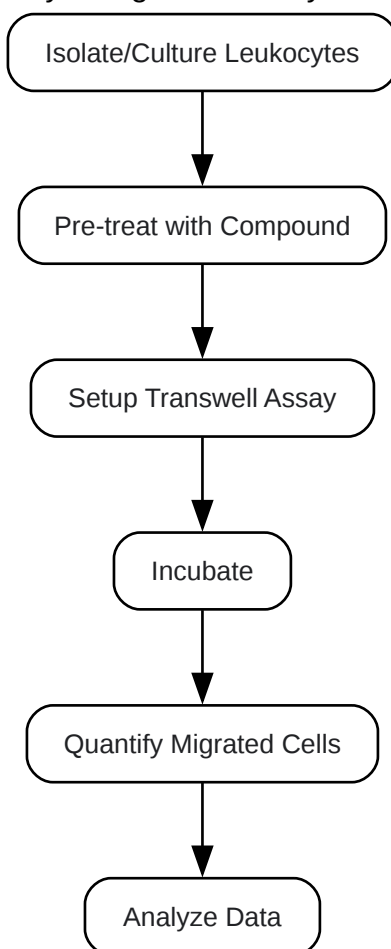 Isolate/Culture Leukocytes
Pre-treat with Compound
Setup Transwell Assay
Incubate
Quantify Migrated Cells
Analyze Data